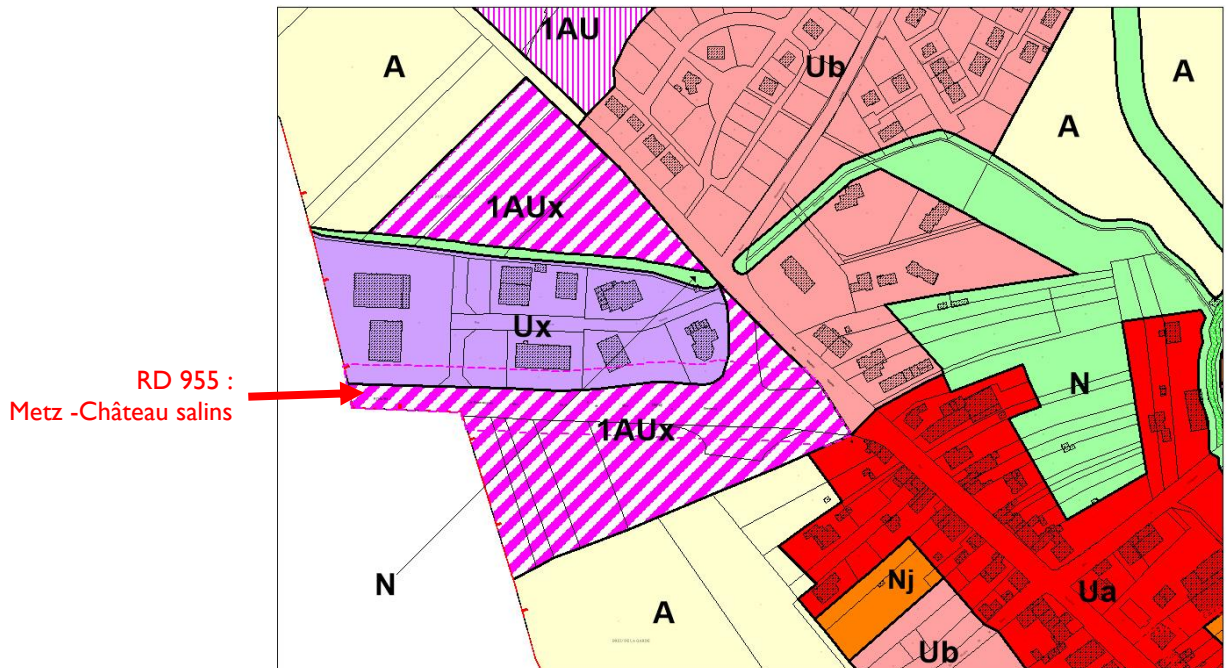 1AU
A
Ub
A
A
1AUx
Ux
RD 955 :
Metz -Château salins
1AUx
N
N
Nj
Ua
A
Ub